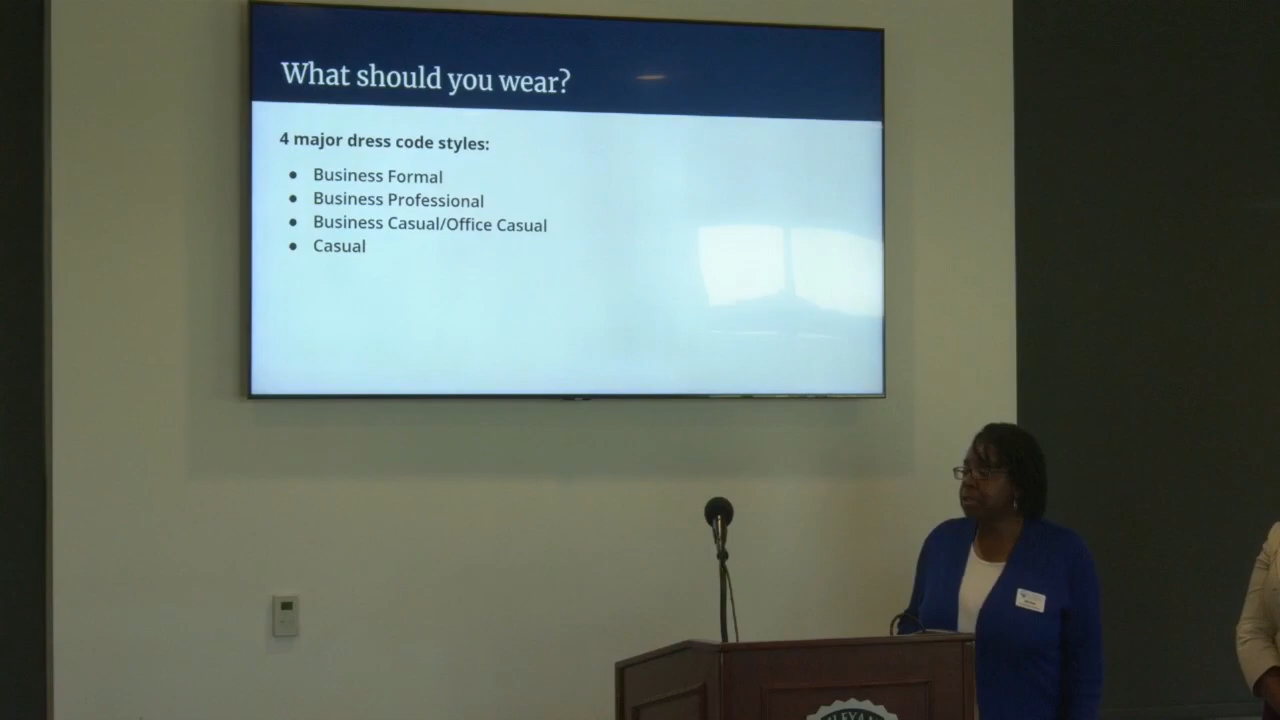 What should you wear?
4 major dress code styles:
● Business Formal
● Business Professional
● Business Casual/Office Casual
● Casual